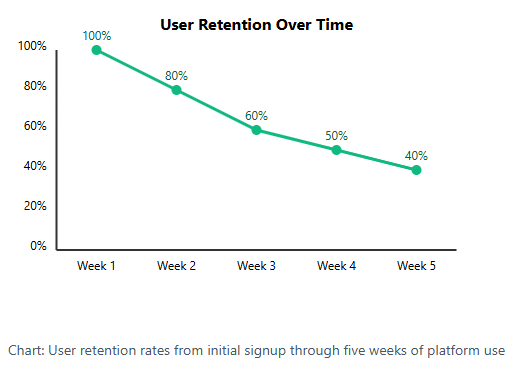 User Retention Over Time
100%
80%
60%
40%
20%
0%
100%
80%
60%
50%
40%
Week 1
Week 2
Week 3
Week 4
Week 5
Chart: User retention rates from initial signup through five weeks of platform use